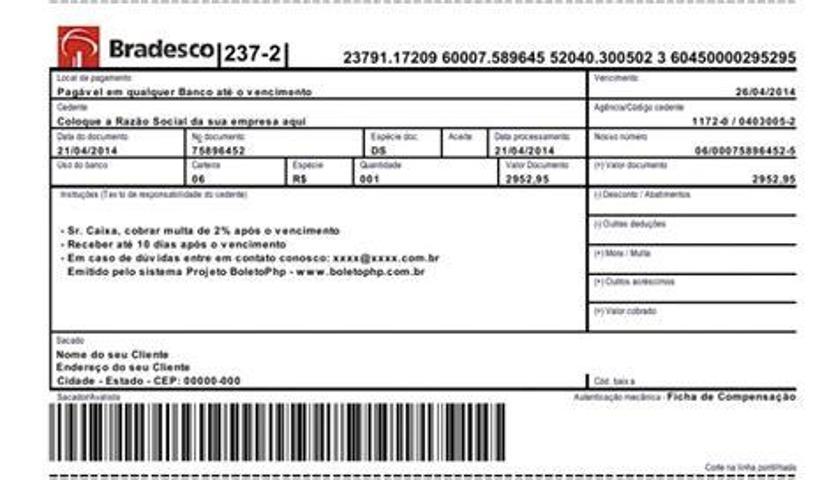 Bradesco 237-2 23791.17209 60007.589645 52040.300502 3 60450000295295
Local de pagamento Vencimento
Pagável em qualquer Banco até o vencimento 26/04/2014
Cedente Agência/Código cedente
Coloque a Razão Social da sua empresa aqui 1172-0 / 0403005-2
Data do documento No documento Espécie doc. Aceite Data processamento Nosso número
21/04/2014 75896452 DS 21/04/2014 06/00075896452-5
Uso do banco Carteira Espécie Quantidade Valor Documento (=) Valor documento
06 R$ 001 2952,95 2952,95
Instruções (Texto de responsabilidade do cedente) (-) Desconto / Abatimentos
(-) Outras deduções
- Sr. Caixa, cobrar multa de 2% após o vencimento
- Receber até 10 dias após o vencimento
(+) Mora / Multa
- Em caso de dúvidas entre em contato conosco: xxxx@xxxx.com.br
Emitido pelo sistema Projeto BoletoPhp - www.boletophp.com.br
(+) Outros acréscimos
(=) Valor cobrado
Sacado
Nome do seu Cliente
Endereço do seu Cliente
Cidade - Estado - CEP: 00000-000 Cód. baixa
Sacador/Avalista Autenticação mecânica - Ficha de Compensação
Corte na linha pontilhada